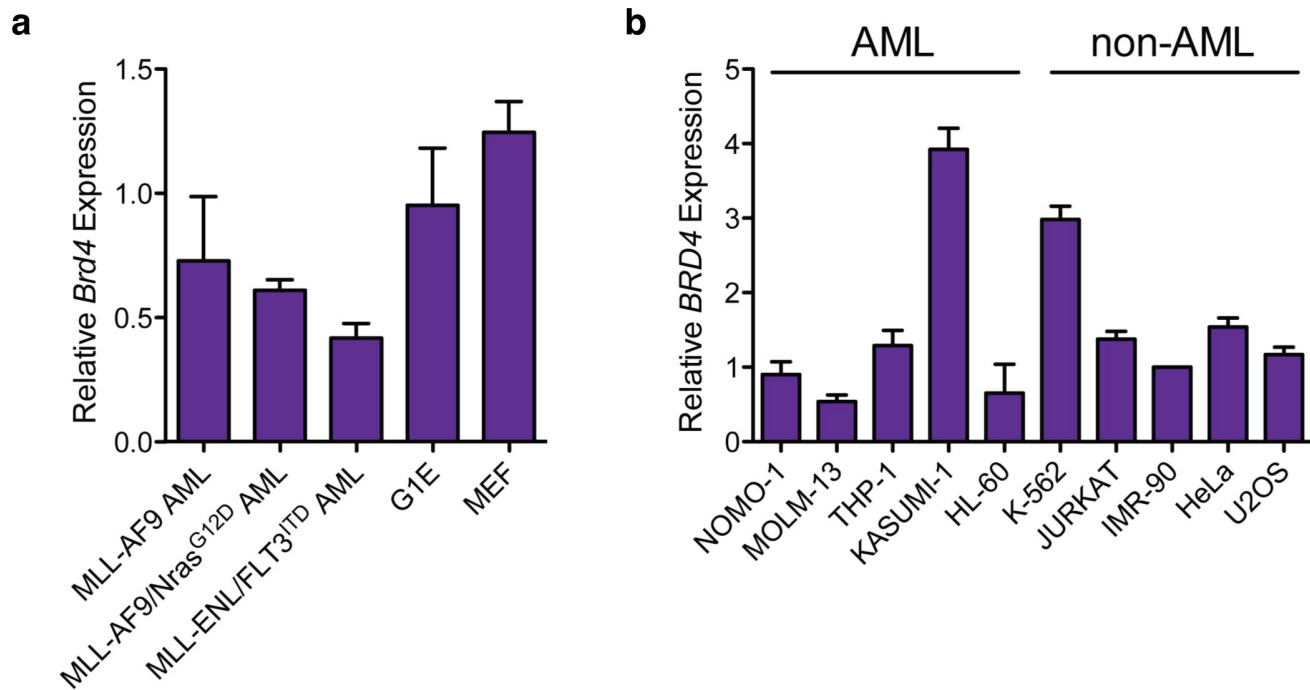 a
Relative Brd4 Expression
1.5
1.0
0.5
0.0
MLL-AF9 AML
MLL-AF9/NrasG12D AML
MLL-ENL/FLT3ITD AML
G1E
MEF
b
AML
non-AML
Relative BRD4 Expression
5
4
3
2
1
0
NOMO-1
MOLM-13
THP-1
KASUMI-1
HL-60
K-562
JURKAT
IMR-90
HeLa
U2OS